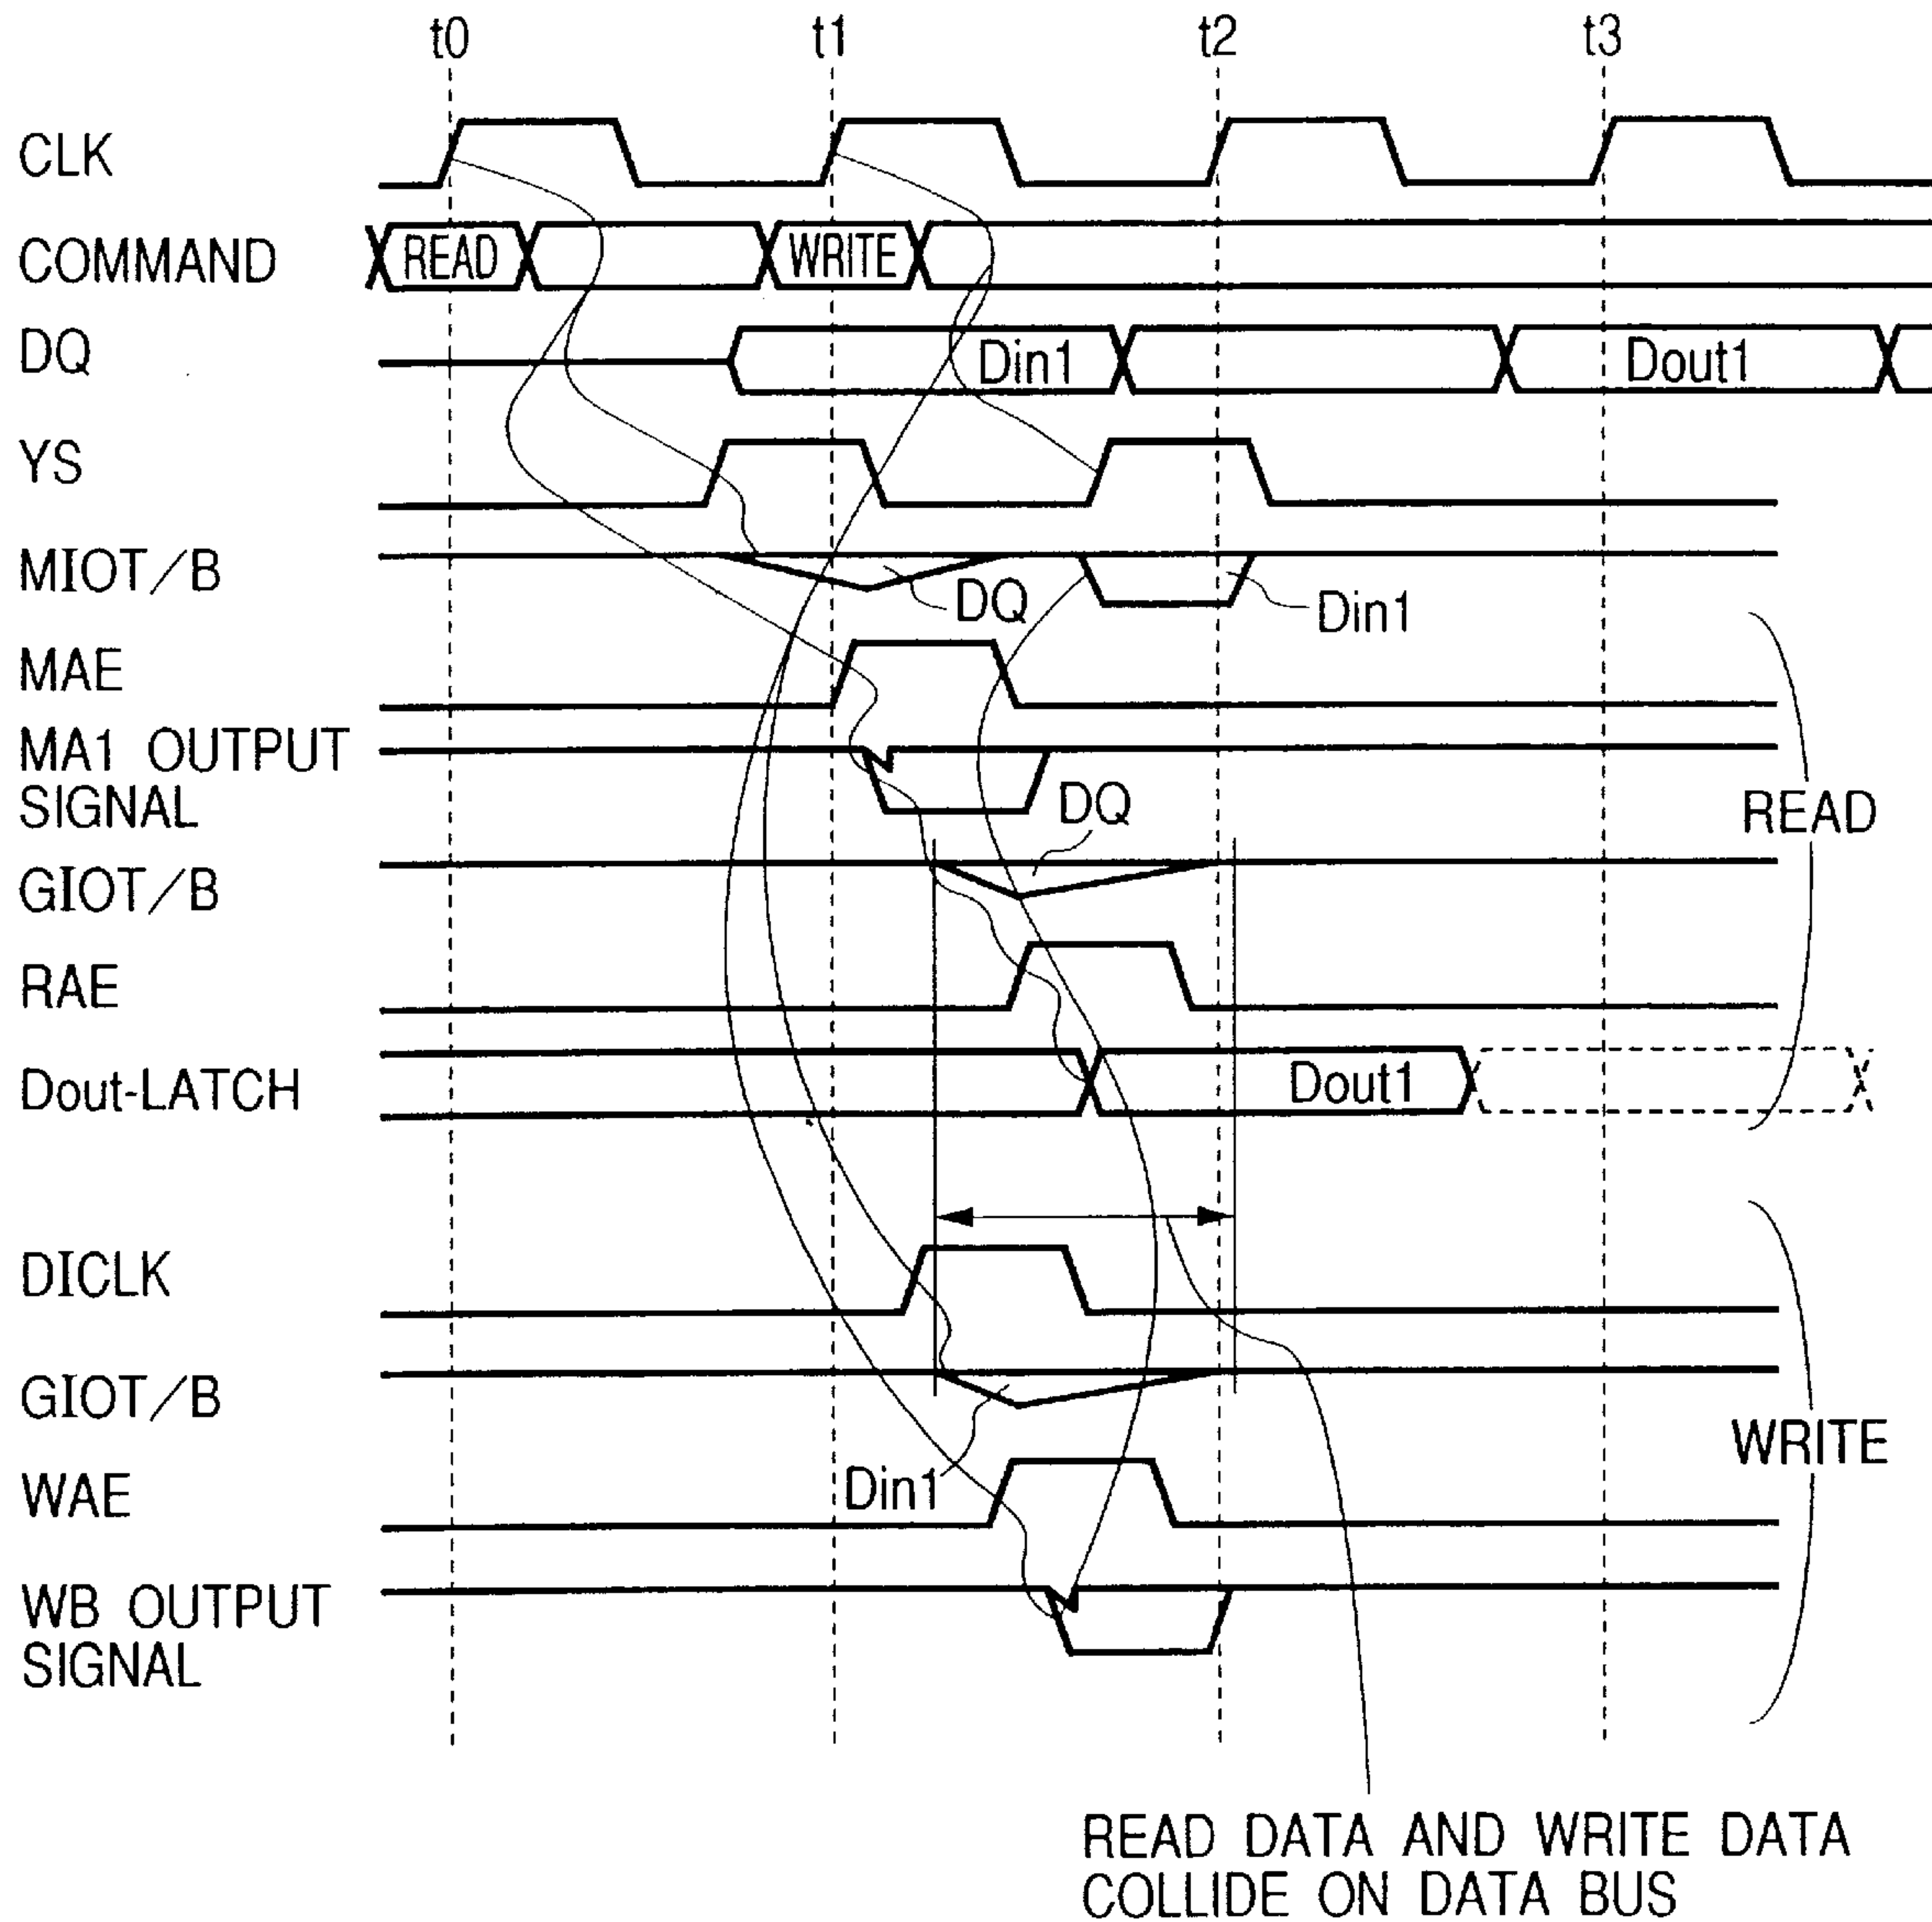 t0 t1 t2 t3
CLK
COMMAND READ WRITE
DQ Din1 Dout1
YS
MIOT/B DQ Din1
MAE
MA1 OUTPUT
SIGNAL
DQ
READ
GIOT/B
RAE
Dout-LATCH Dout1
DICLK
GIOT/B
WRITE
Din1
WAE
WB OUTPUT
SIGNAL
READ DATA AND WRITE DATA
COLLIDE ON DATA BUS